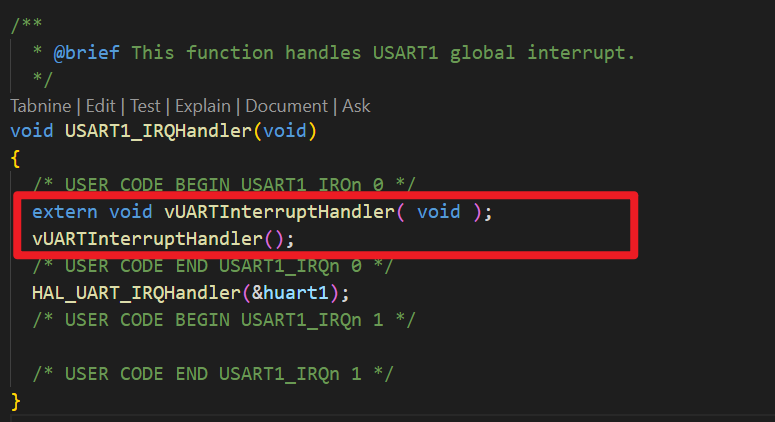 /**
* @brief This function handles USART1 global interrupt.
*/
Tabnine | Edit | Test | Explain | Document | Ask
void USART1_IRQHandler(void)
{
/* USER CODE BEGIN USART1_IRQn 0 */
extern void vUARTInterruptHandler( void );
vUARTInterruptHandler();
/* USER CODE END USART1_IRQn 0 */
HAL_UART_IRQHandler(&huart1);
/* USER CODE BEGIN USART1_IRQn 1 */
/* USER CODE END USART1_IRQn 1 */
}